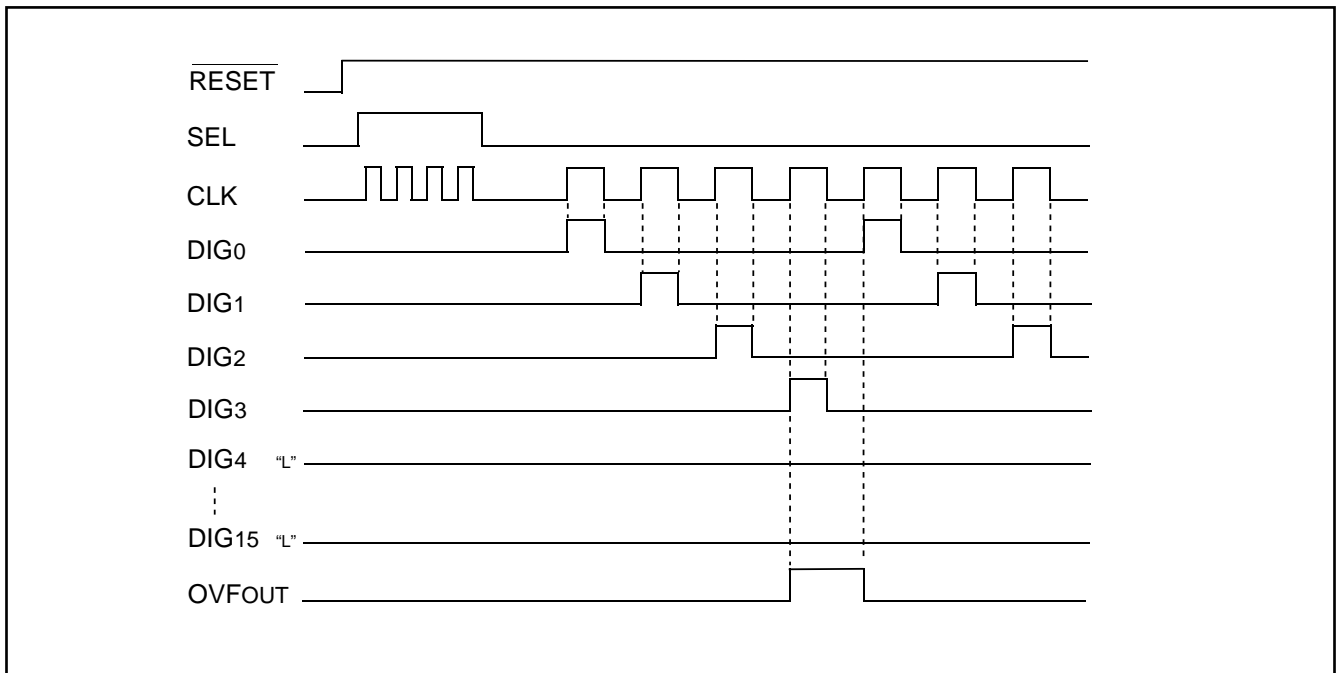 RESET
SEL
CLK
DIG0
DIG1
DIG2
DIG3
DIG4 “L”
DIG15 “L”
OVFOUT